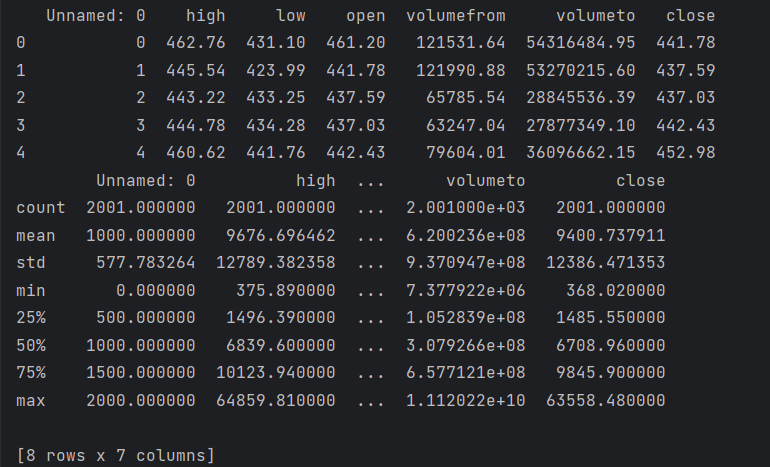 Unnamed: 0    high     low    open  volumefrom     volumeto   close
0           0  462.76  431.10  461.20   121531.64  54316484.95  441.78
1           1  445.54  423.99  441.78   121990.88  53270215.60  437.59
2           2  443.22  433.25  437.59    65785.54  28845536.39  437.03
3           3  444.78  434.28  437.03    63247.04  27877349.10  442.43
4           4  460.62  441.76  442.43    79604.01  36096662.15  452.98
        Unnamed: 0          high  ...      volumeto         close
count  2001.000000   2001.000000  ...  2.001000e+03   2001.000000
mean   1000.000000   9676.696462  ...  6.200236e+08   9400.737911
std     577.783264  12789.382358  ...  9.370947e+08  12386.471353
min       0.000000    375.890000  ...  7.377922e+06    368.020000
25%     500.000000   1496.390000  ...  1.052839e+08   1485.550000
50%    1000.000000   6839.600000  ...  3.079266e+08   6708.960000
75%    1500.000000  10123.940000  ...  6.577121e+08   9845.900000
max    2000.000000  64859.810000  ...  1.112022e+10  63558.480000
[8 rows x 7 columns]